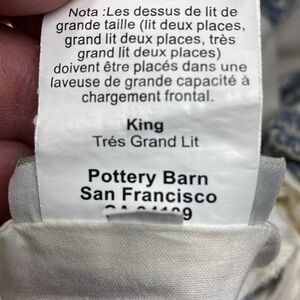 Nota :Les dessus de lit de
grande taille (lit deux places,
grand lit deux places, très
grand lit deux places)
doivent être placés dans une
laveuse de grande capacité à
chargement frontal.
King
Trés Grand Lit
Pottery Barn
San Francisco